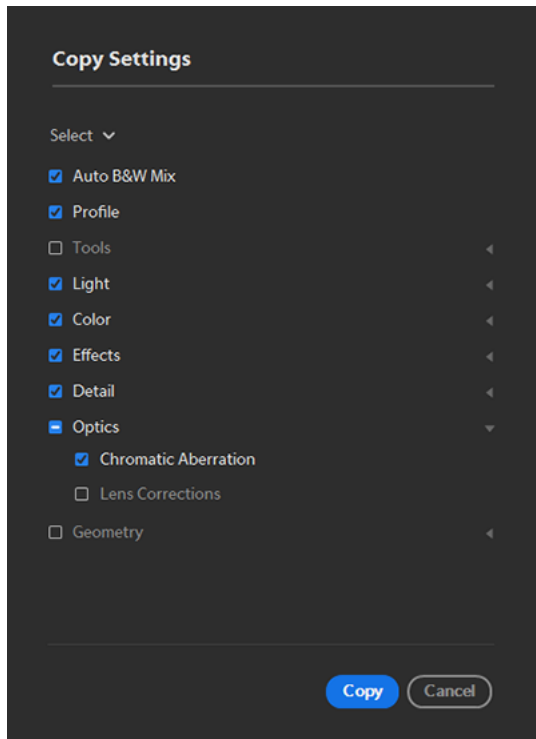 Copy Settings
Select
Auto B&W Mix
Profile
Tools
Light
Color
Effects
Detail
Optics
Chromatic Aberration
Lens Corrections
Geometry
Copy Cancel